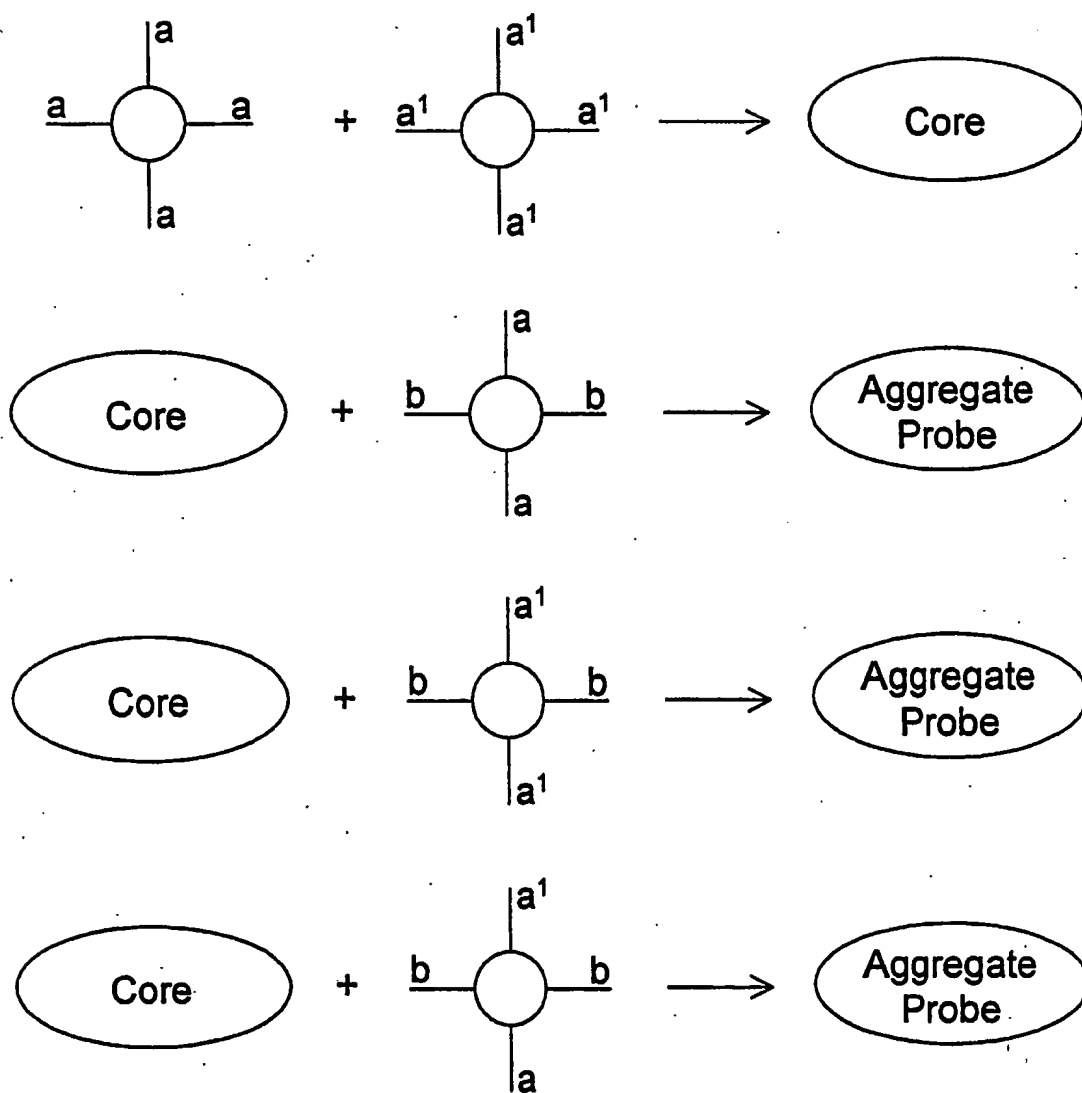 a a¹
a a + a¹ a¹ → Core
a a¹
a
Core + b b → Aggregate
Probe
a
a¹
Core + b b → Aggregate
Probe
a¹
a¹
Core + b b → Aggregate
Probe
a